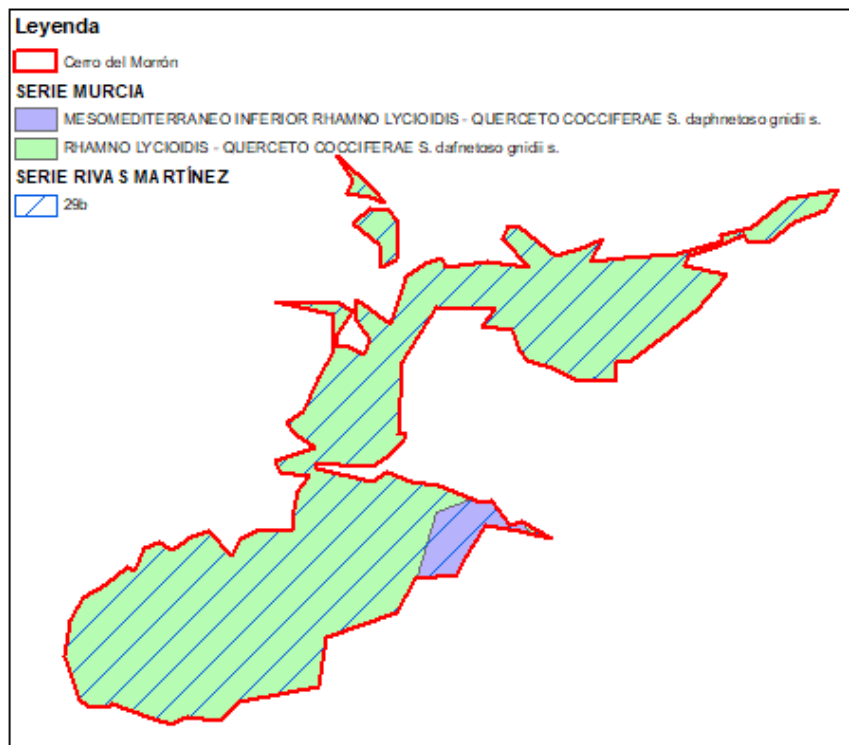 Leyenda
Cerro del Morrón
SERIE MURCIA
MESOMEDITERRANEO INFERIOR RHAMNO LYCIOIDIS - QUERCETO COCCIFERAE S. daphnetoso gnidii s.
RHAMNO LYCIOIDIS - QUERCETO COCCIFERAE S. dafnetoso gnidii s.
SERIE RIVAS MARTÍNEZ
29b